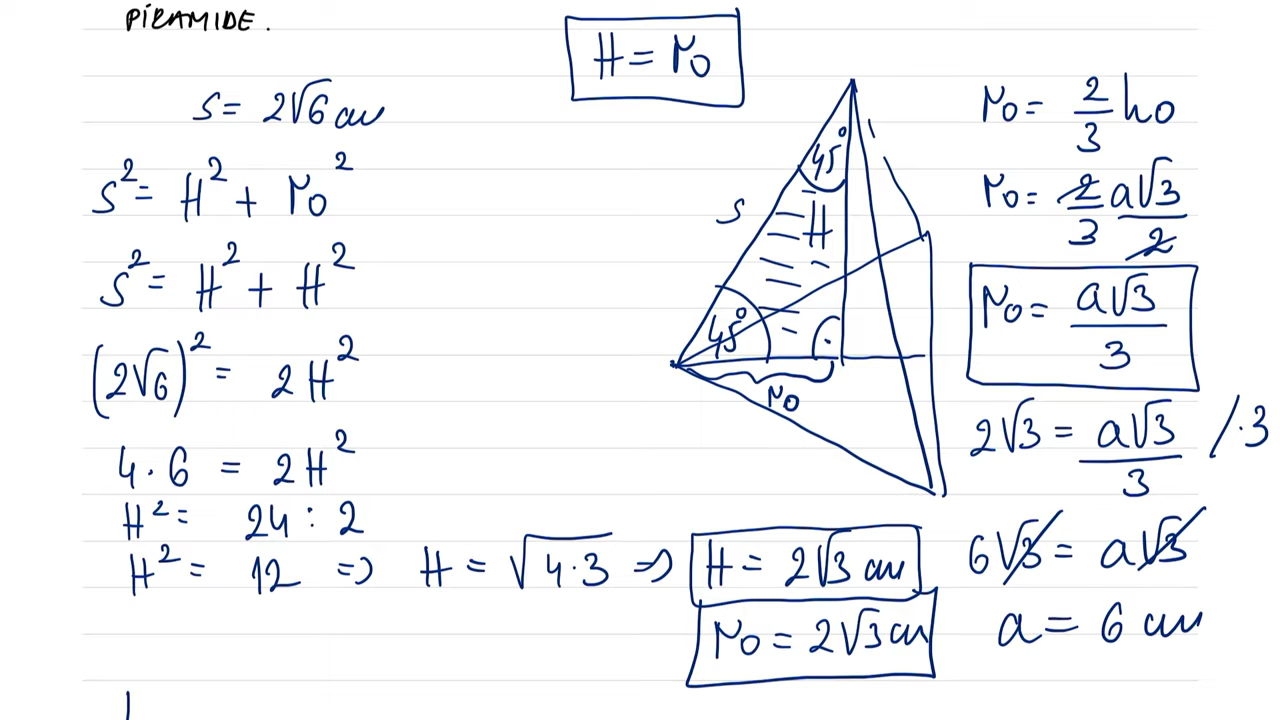 PIRAMIDE.
H = r₀
s = 2√6 cm
s² = H² + r₀²
s² = H² + H²
(2√6)² = 2H²
4·6 = 2H²
H² = 24 : 2
H² = 12 => H = √4·3 => H = 2√3 cm
r₀ = 2√3 cm
45°
s
H
45°
r₀
r₀ = 2/3 h₀
r₀ = 2/3 a√3/2
r₀ = a√3/3
2√3 = a√3/3 /·3
6√3 = a√3
a = 6 cm